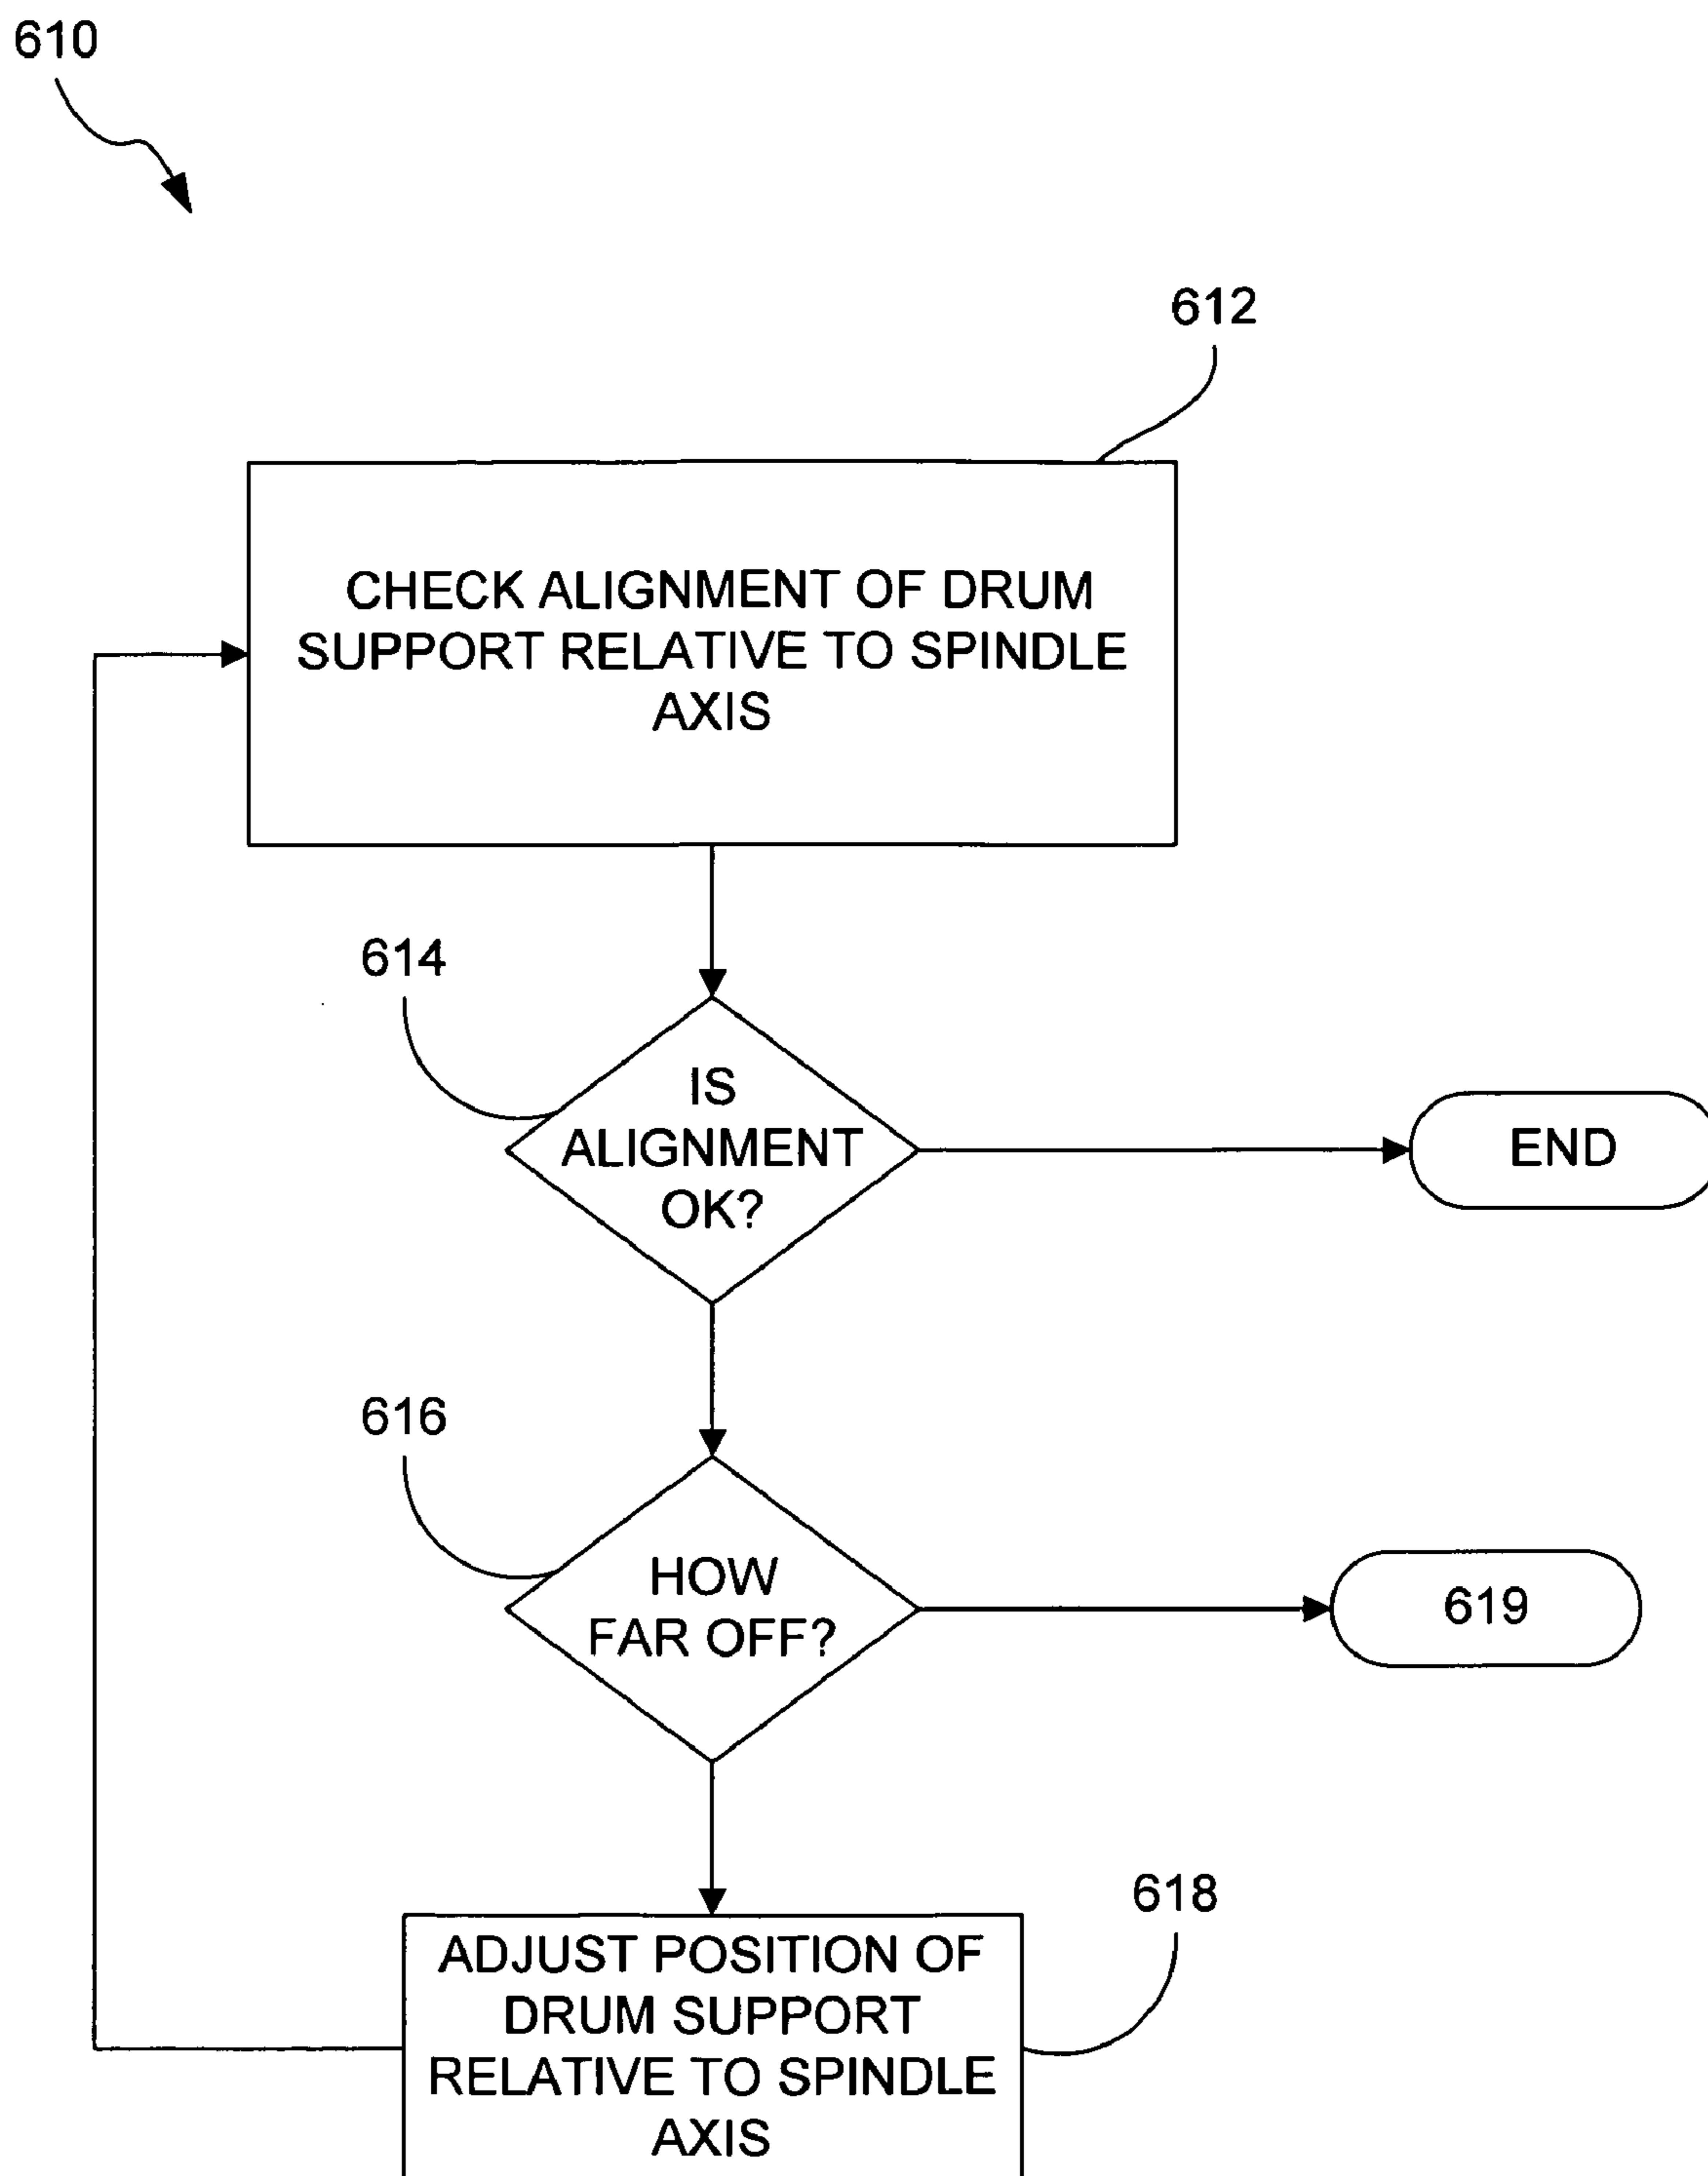 610
612
CHECK ALIGNMENT OF DRUM
SUPPORT RELATIVE TO SPINDLE
AXIS
614
IS
ALIGNMENT
OK?
END
616
HOW
FAR OFF?
619
618
ADJUST POSITION OF
DRUM SUPPORT
RELATIVE TO SPINDLE
AXIS